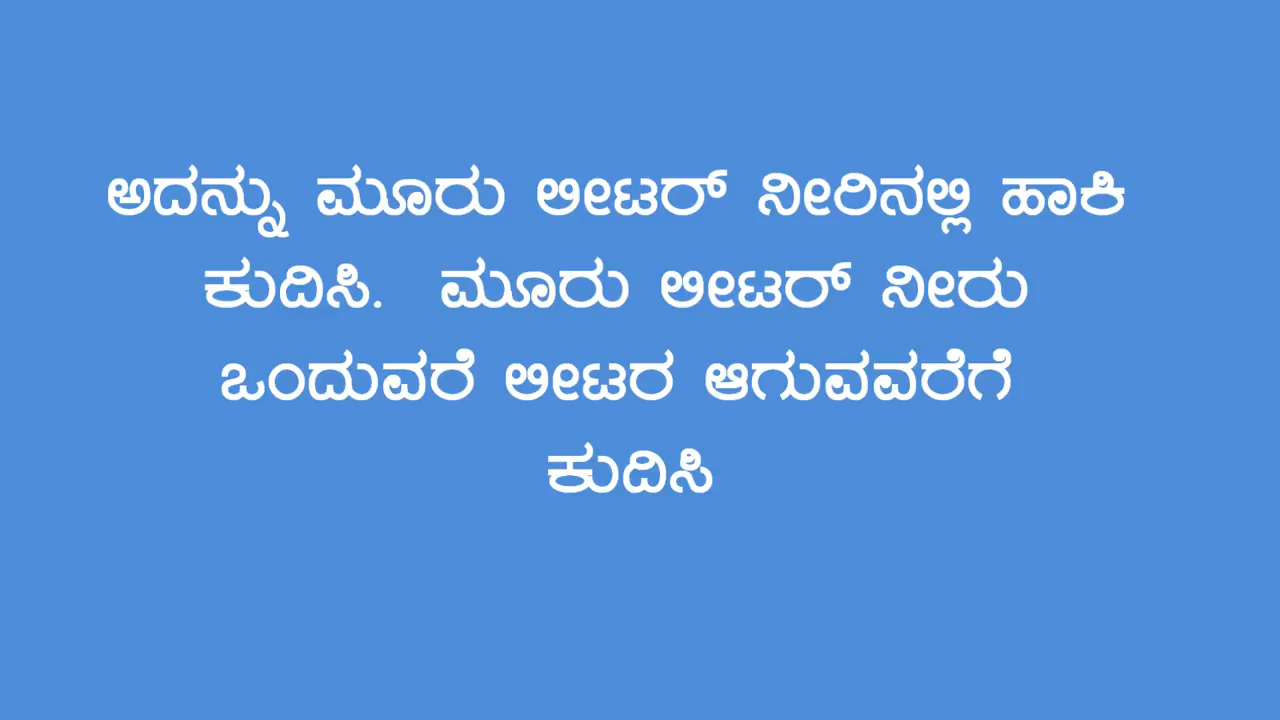 ಅದನ್ನು ಮೂರು ಲೀಟರ್ ನೀರಿನಲ್ಲಿ ಹಾಕಿ
ಕುದಿಸಿ. ಮೂರು ಲೀಟರ್ ನೀರು
ಒಂದುವರೆ ಲೀಟರ ಆಗುವವರೆಗೆ
ಕುದಿಸಿ